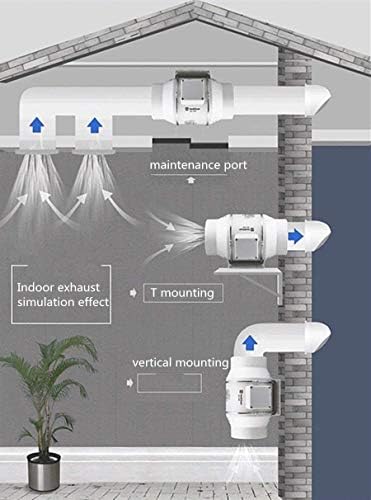 maintenance port
Indoor exhaust
simulation effect
T mounting
vertical mounting